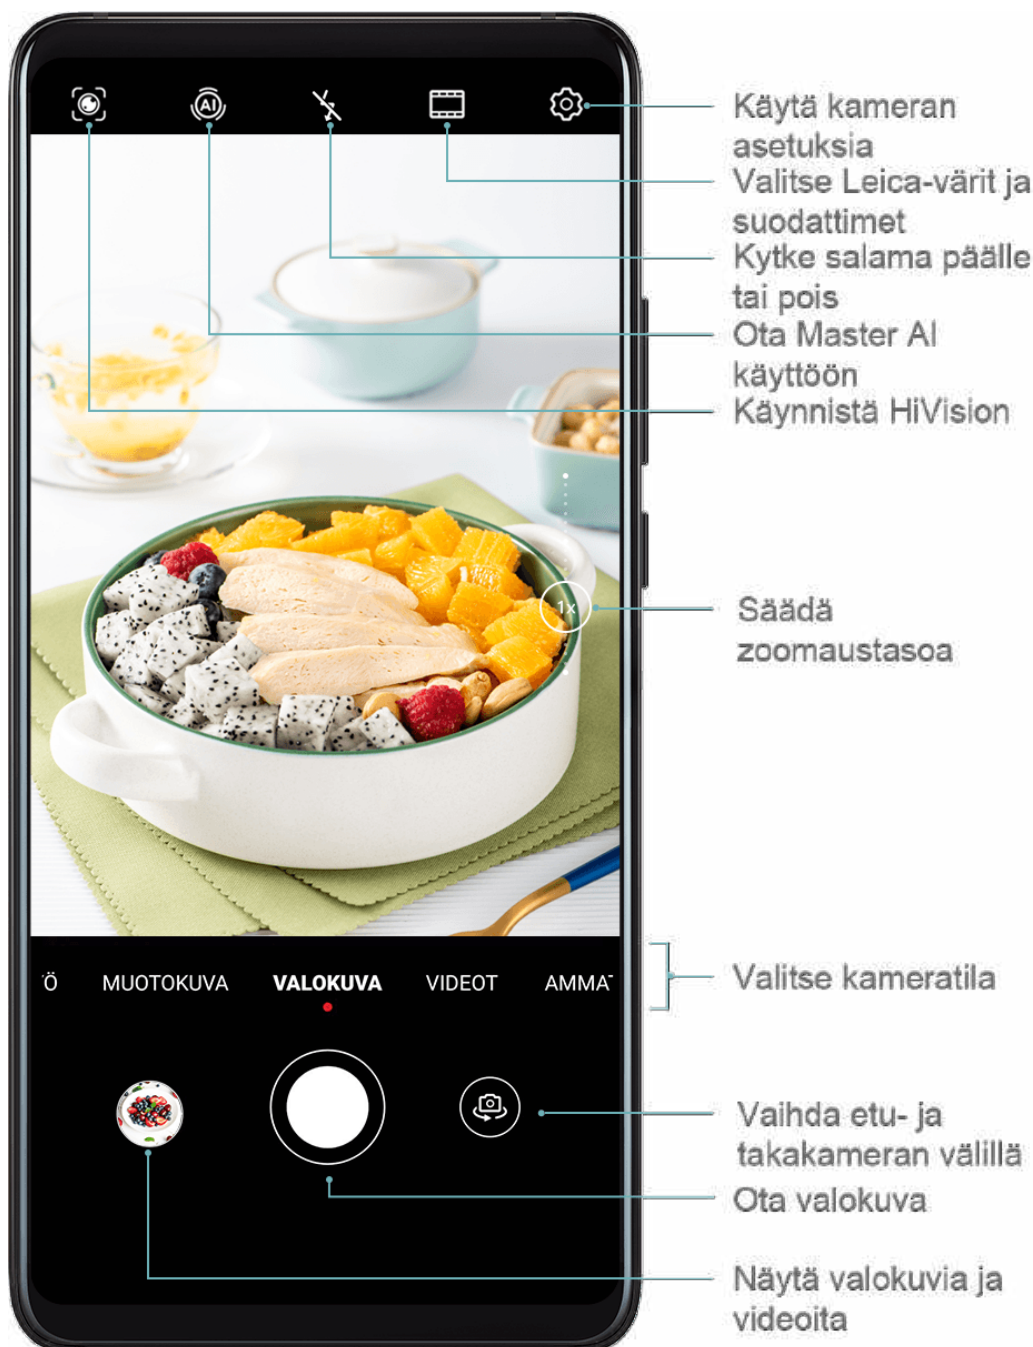 AI
Käytä kameran
asetuksia
Valitse Leica-värit ja
suodattimet
Kytke salama päälle
tai pois
Ota Master AI
käyttöön
Käynnistä HiVision
1x
Säädä
zoomaustasoa
Ö MUOTOKUVA VALOKUVA VIDEOT AMMAT
Valitse kameratila
Vaihda etu- ja
takakameran välillä
Ota valokuva
Näytä valokuvia ja
videoita